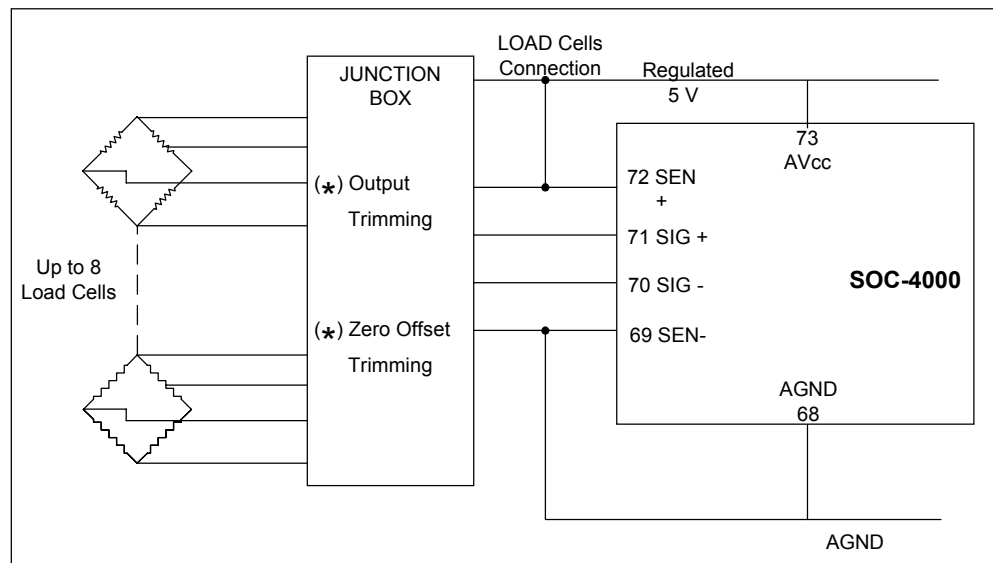 LOAD Cells
Connection
JUNCTION
BOX
Regulated
5 V
73
AVcc
(*) Output
Trimming
72 SEN
+
71 SIG +
70 SIG -
SOC-4000
Up to 8
Load Cells
(*) Zero Offset
Trimming
69 SEN-
AGND
68
AGND